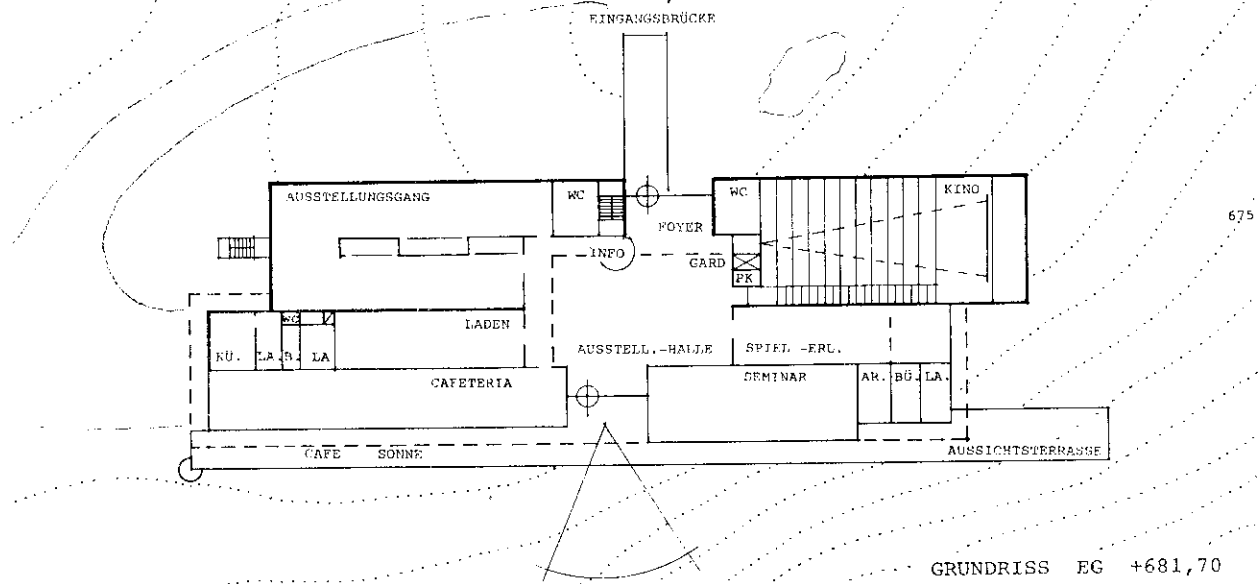 EINGANGSBRÜCKE
AUSSTELLUNGSGANG
WC
WC
KINO
675
FOYER
INFO
GARD
PK
WC
LADEN
KÜ.
LA.
B.
LA
AUSSTELL.-HALLE
SPIEL -ERL.
CAFETERIA
SEMINAR
AR.
BÜ.
LA.
CAFE SONNE
AUSSICHTSTERRASSE
GRUNDRISS EG +681,70